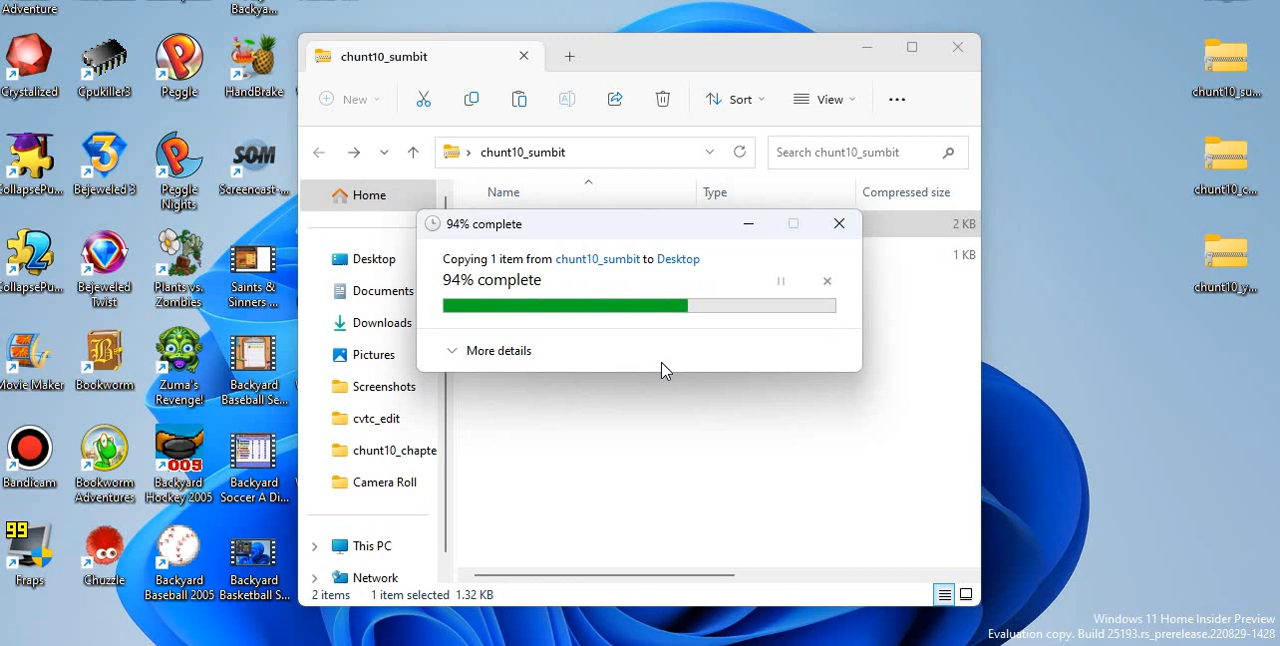 Adventure
Backya...
Crystalized
Cpukiller3
Peggle
HandBrake
CollapsePu...
Bejeweled 3
Peggle
Nights
Screencast-...
CollapsePu...
Bejeweled
Twist
Plants vs.
Zombies
Saints &
Sinners ...
Movie Maker
Bookworm
Zuma's
Revenge!
Backyard
Baseball Se...
Bandicam
Bookworm
Adventures
Backyard
Hockey 2005
Backyard
Soccer A Di...
99
Fraps
Chuzzle
Backyard
Baseball 2005
Backyard
Basketball S...
chunt10_sumbit
New
Sort
View
chunt10_sumbit
Search chunt10_sumbit
Home
Name
Type
Compressed size
2 KB
1 KB
94% complete
Copying 1 item from chunt10_sumbit to Desktop
94% complete
More details
Desktop
Documents
Downloads
Pictures
Screenshots
cvtc_edit
chunt10_chapte
Camera Roll
This PC
Network
2 items
1 item selected 1.32 KB
chunt10_su...
chunt10_c...
chunt10_y...
Windows 11 Home Insider Preview
Evaluation copy. Build 25193.rs_prerelease.220829-1428